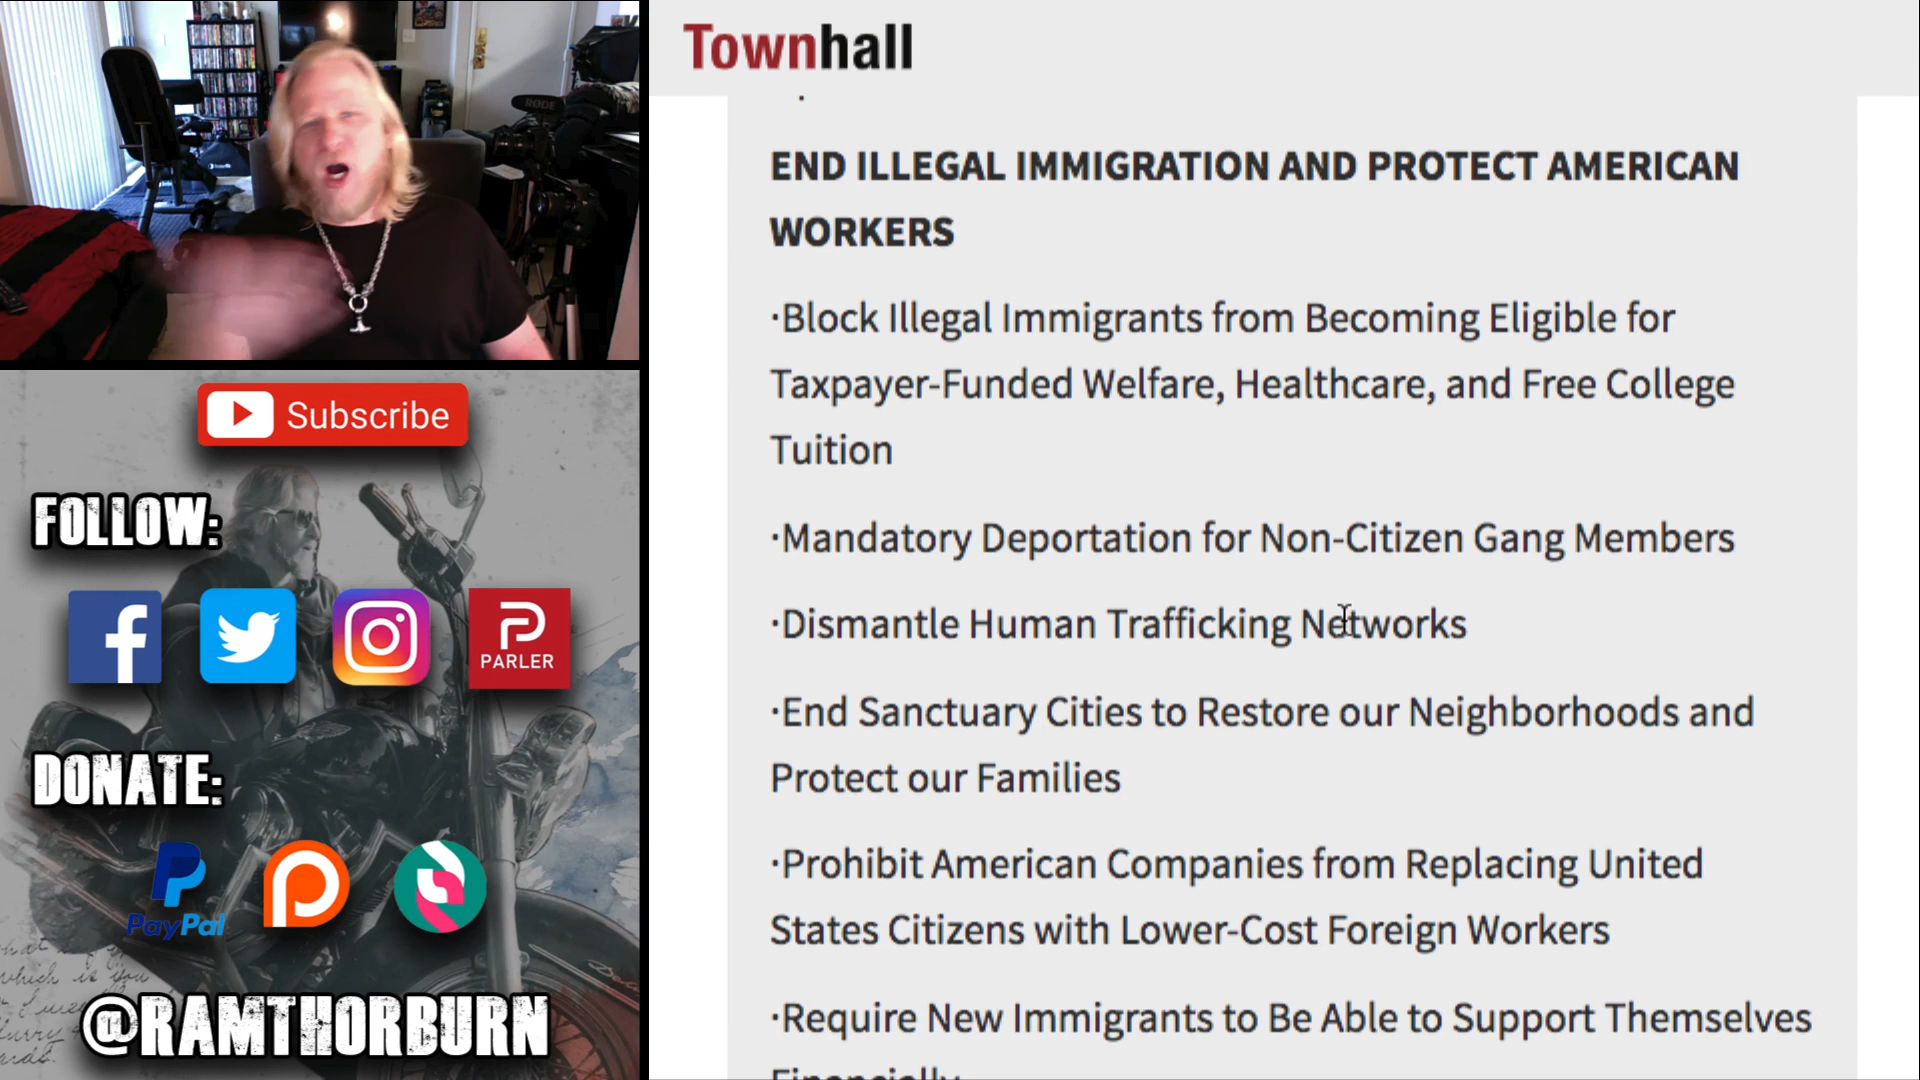 RØDE
Subscribe
FOLLOW:
PARLER
DONATE:
PayPal
@RAMTHORBURN
Townhall
END ILLEGAL IMMIGRATION AND PROTECT AMERICAN
WORKERS
·Block Illegal Immigrants from Becoming Eligible for
Taxpayer-Funded Welfare, Healthcare, and Free College
Tuition
·Mandatory Deportation for Non-Citizen Gang Members
·Dismantle Human Trafficking Networks
·End Sanctuary Cities to Restore our Neighborhoods and
Protect our Families
·Prohibit American Companies from Replacing United
States Citizens with Lower-Cost Foreign Workers
·Require New Immigrants to Be Able to Support Themselves
Financially